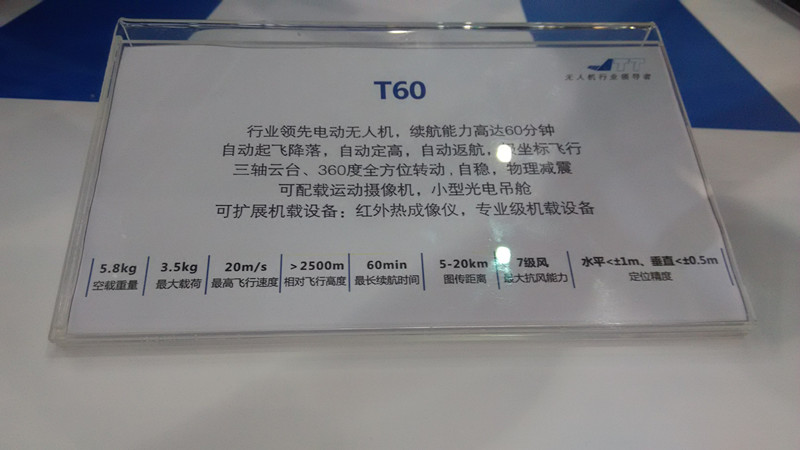 JTT
无人机行业领导者
T60
行业领先电动无人机，续航能力高达60分钟
自动起飞降落，自动定高，自动返航，坐标飞行
三轴云台、360度全方位转动，自稳，物理减震
可配载运动摄像机，小型光电吊舱
可扩展机载设备：红外热成像仪，专业级机载设备
5.8kg 3.5kg 20m/s >2500m 60min 5-20km 7级风 水平<±1m、垂直<±0.5m
空载重量 最大载荷 最高飞行速度 相对飞行高度 最长续航时间 图传距离 最大抗风能力 定位精度